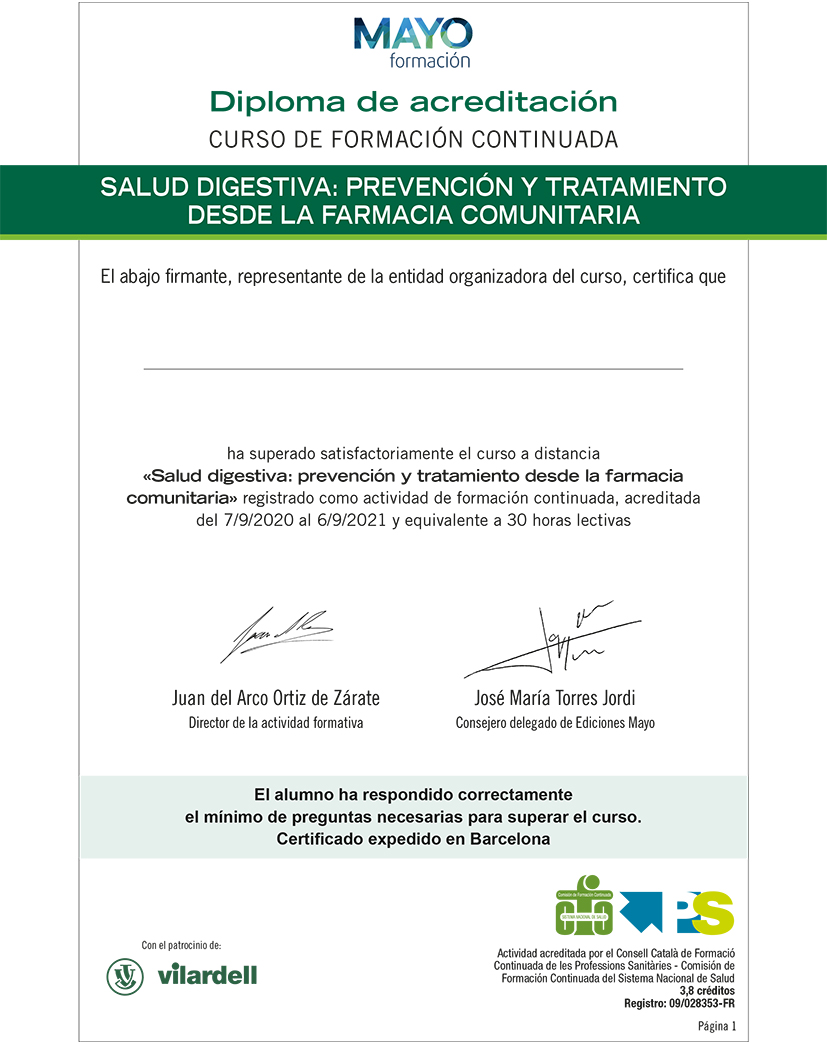 MAYO
formación
Diploma de acreditación
CURSO DE FORMACIÓN CONTINUADA
SALUD DIGESTIVA: PREVENCIÓN Y TRATAMIENTO
DESDE LA FARMACIA COMUNITARIA
El abajo firmante, representante de la entidad organizadora del curso, certifica que
ha superado satisfactoriamente el curso a distancia
«Salud digestiva: prevención y tratamiento desde la farmacia
comunitaria» registrado como actividad de formación continuada, acreditada
del 7/9/2020 al 6/9/2021 y equivalente a 30 horas lectivas
Juan del Arco Ortiz de Zárate
Director de la actividad formativa
José María Torres Jordi
Consejero delegado de Ediciones Mayo
El alumno ha respondido correctamente
el mínimo de preguntas necesarias para superar el curso.
Certificado expedido en Barcelona
Comisión de Formación Continuada
SISTEMA NACIONAL DE SALUD
PS
Con el patrocinio de:
vilardell
Actividad acreditada por el Consell Català de Formació
Continuada de les Professions Sanitàries - Comisión de
Formación Continuada del Sistema Nacional de Salud
3,8 créditos
Registro: 09/028353-FR
Página 1